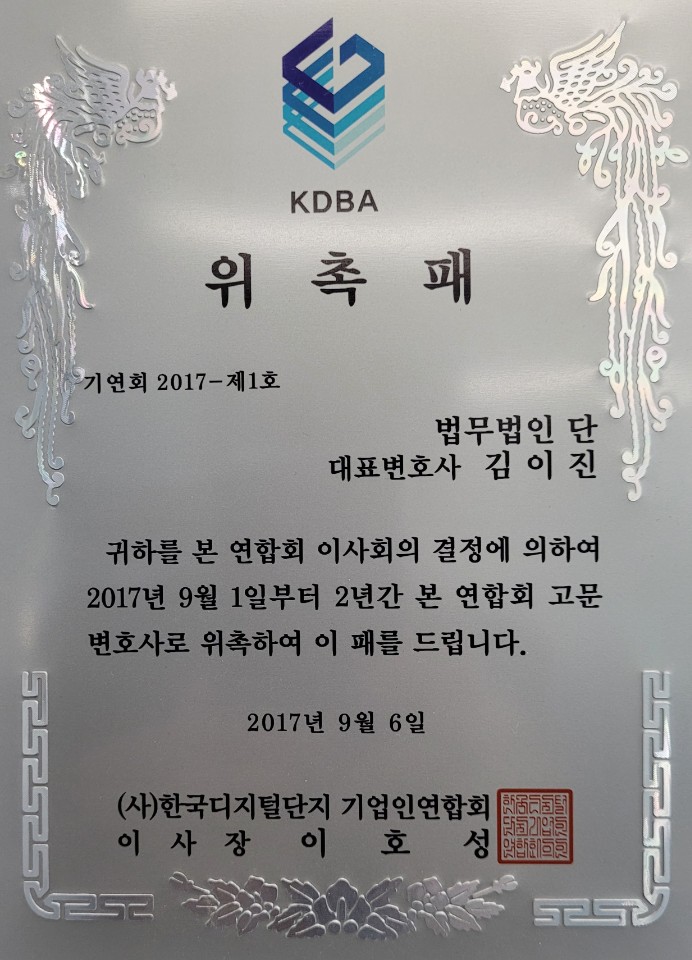 KDBA
위 촉 패
기연회 2017-제1호
법무법인 단
대표변호사 김 이 진
귀하를 본 연합회 이사회의 결정에 의하여
2017년 9월 1일부터 2년간 본 연합회 고문
변호사로 위촉하여 이 패를 드립니다.
2017년 9월 6일
(사)한국디지털단지 기업인연합회
이 사 장 이 호 성